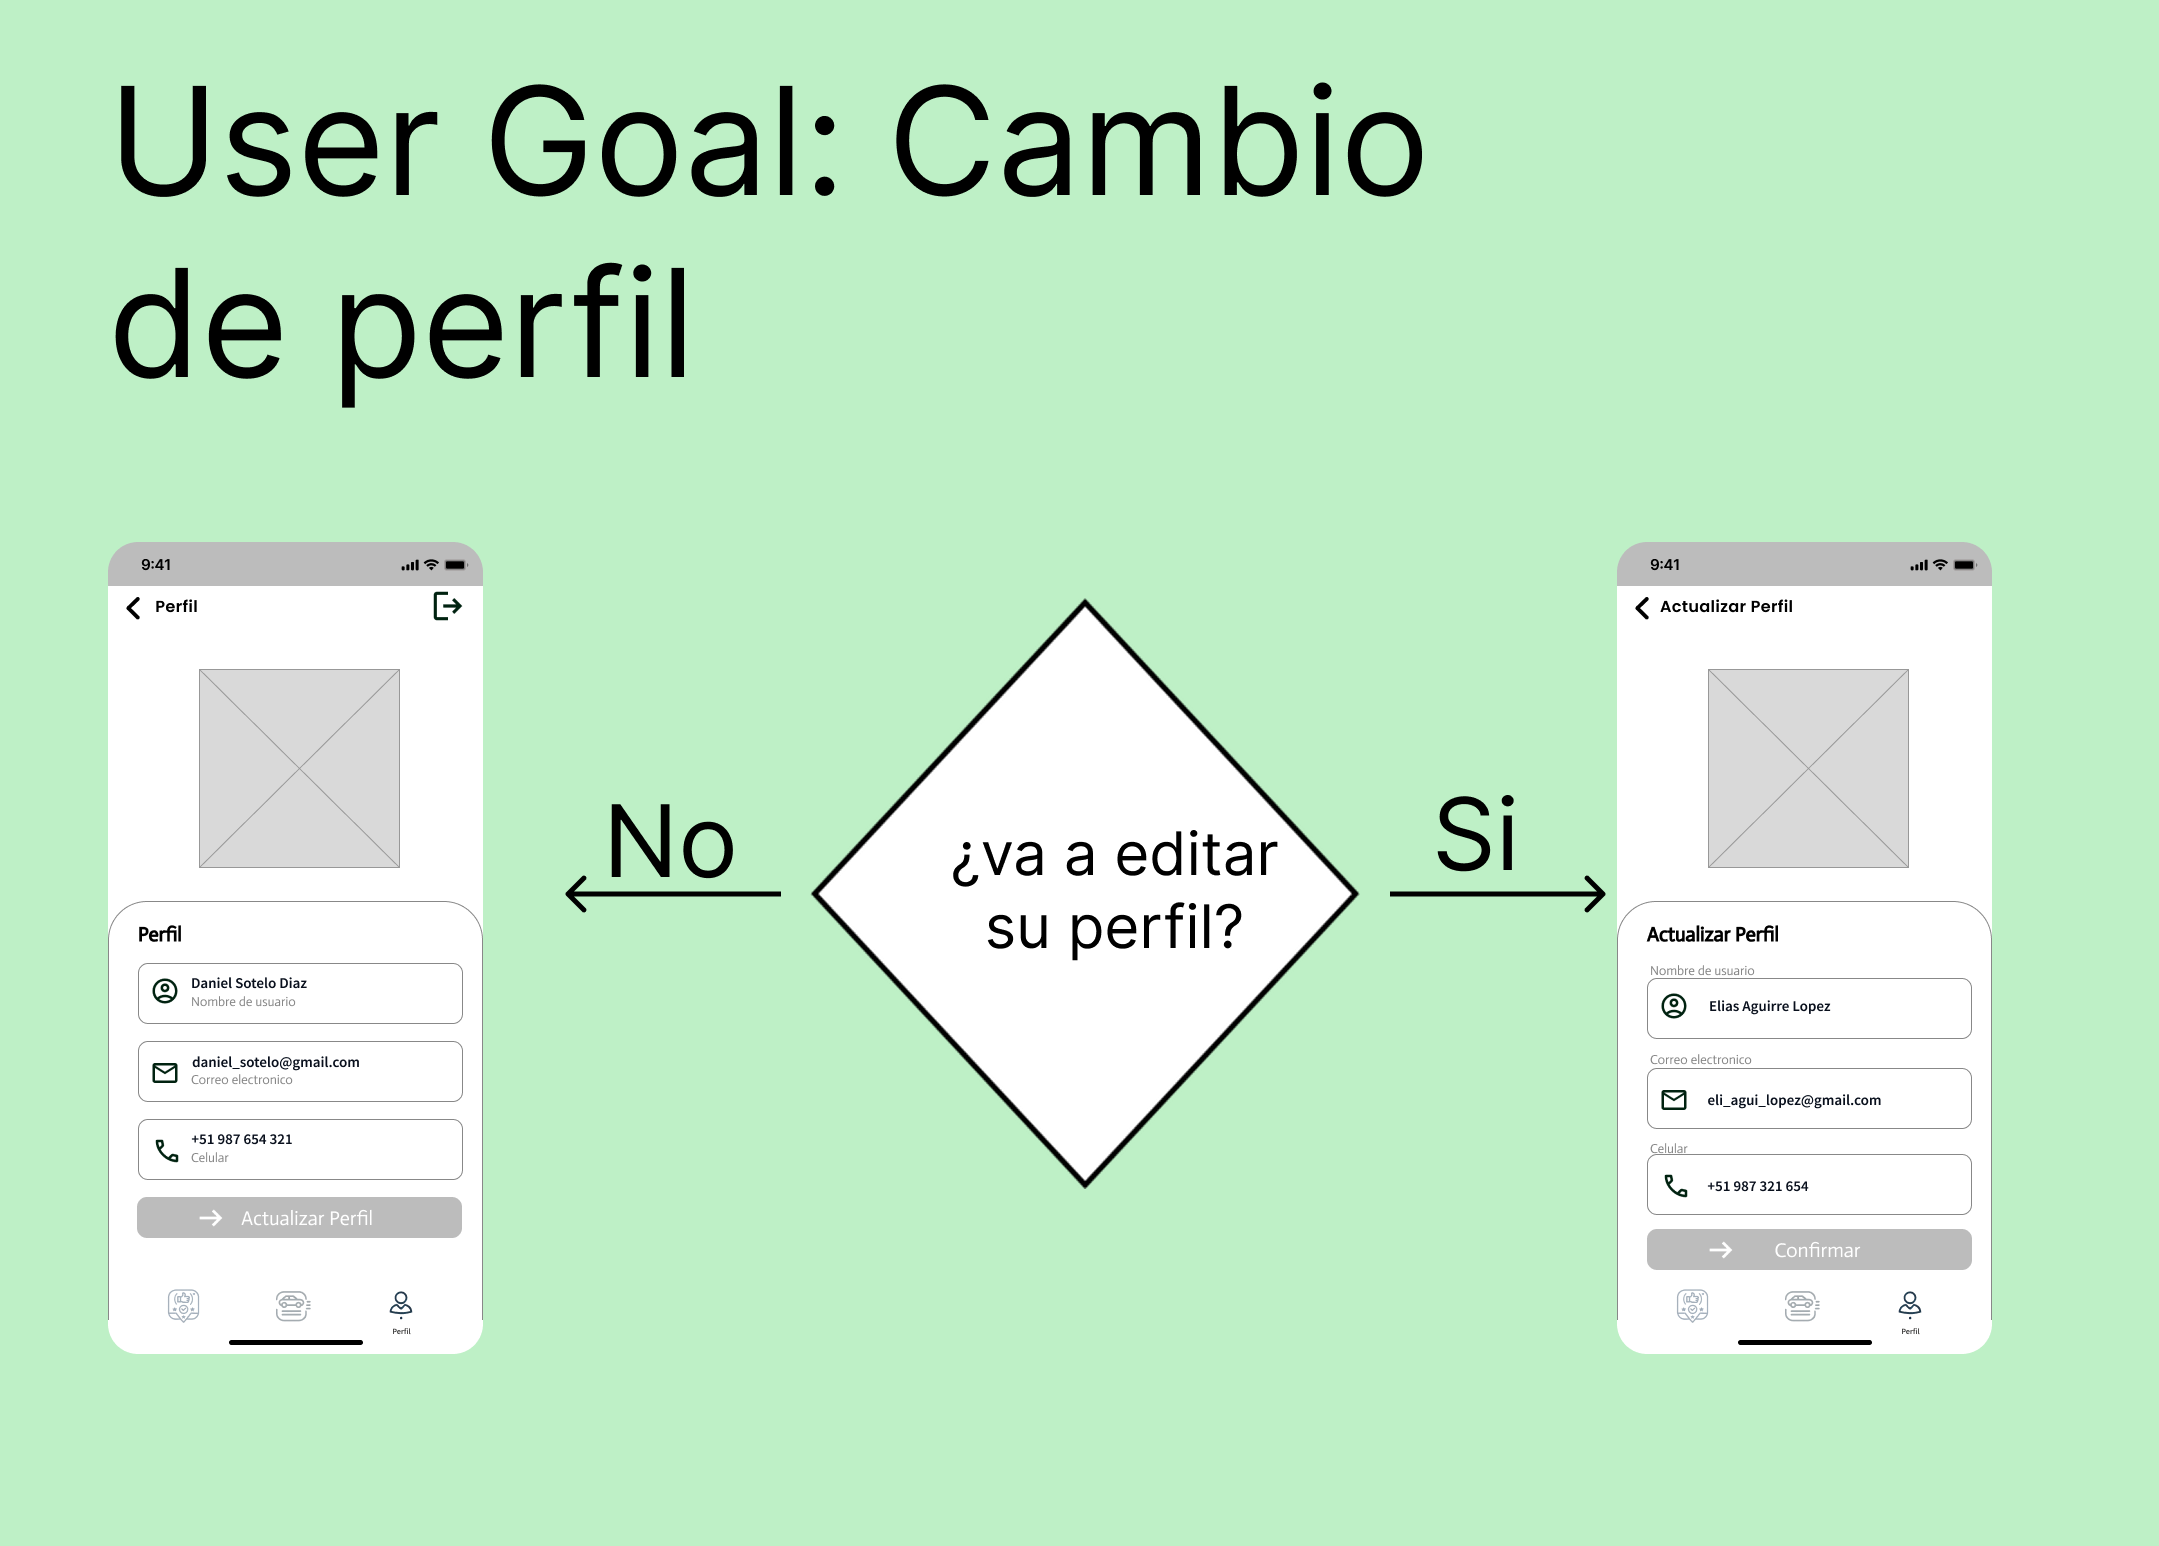 User Goal: Cambio
de perfil
9:41
Perfil
Perfil
Daniel Sotelo Diaz
Nombre de usuario
daniel_sotelo@gmail.com
Correo electronico
+51 987 654 321
Celular
Actualizar Perfil
Perfil
No
¿va a editar
su perfil?
Si
9:41
Actualizar Perfil
Actualizar Perfil
Nombre de usuario
Elias Aguirre Lopez
Correo electronico
eli_agui_lopez@gmail.com
Celular
+51 987 321 654
Confirmar
Perfil